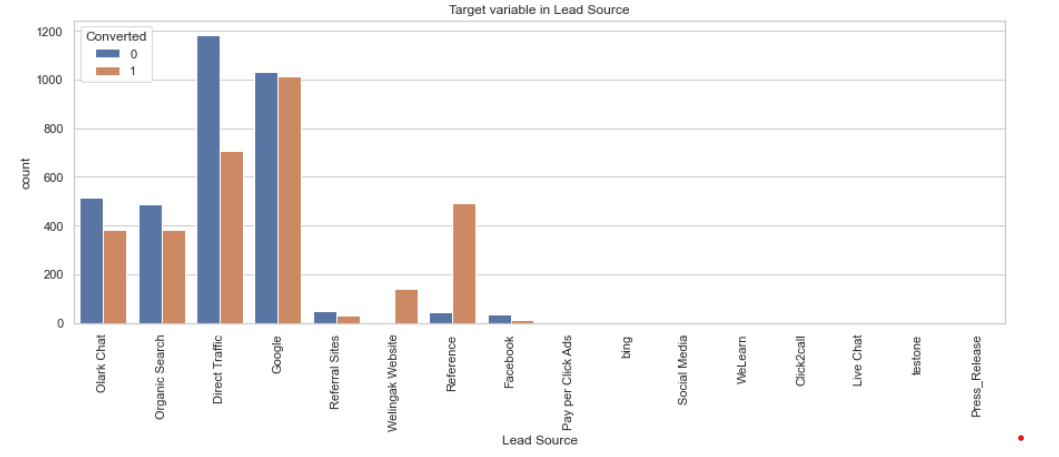 Target variable in Lead Source
Converted
0
1
1200
1000
800
600
400
200
0
count
Olark Chat
Organic Search
Direct Traffic
Google
Referral Sites
Welingak Website
Reference
Facebook
Pay per Click Ads
bing
Social Media
WeLearn
Click2call
Live Chat
testone
Press_Release
Lead Source